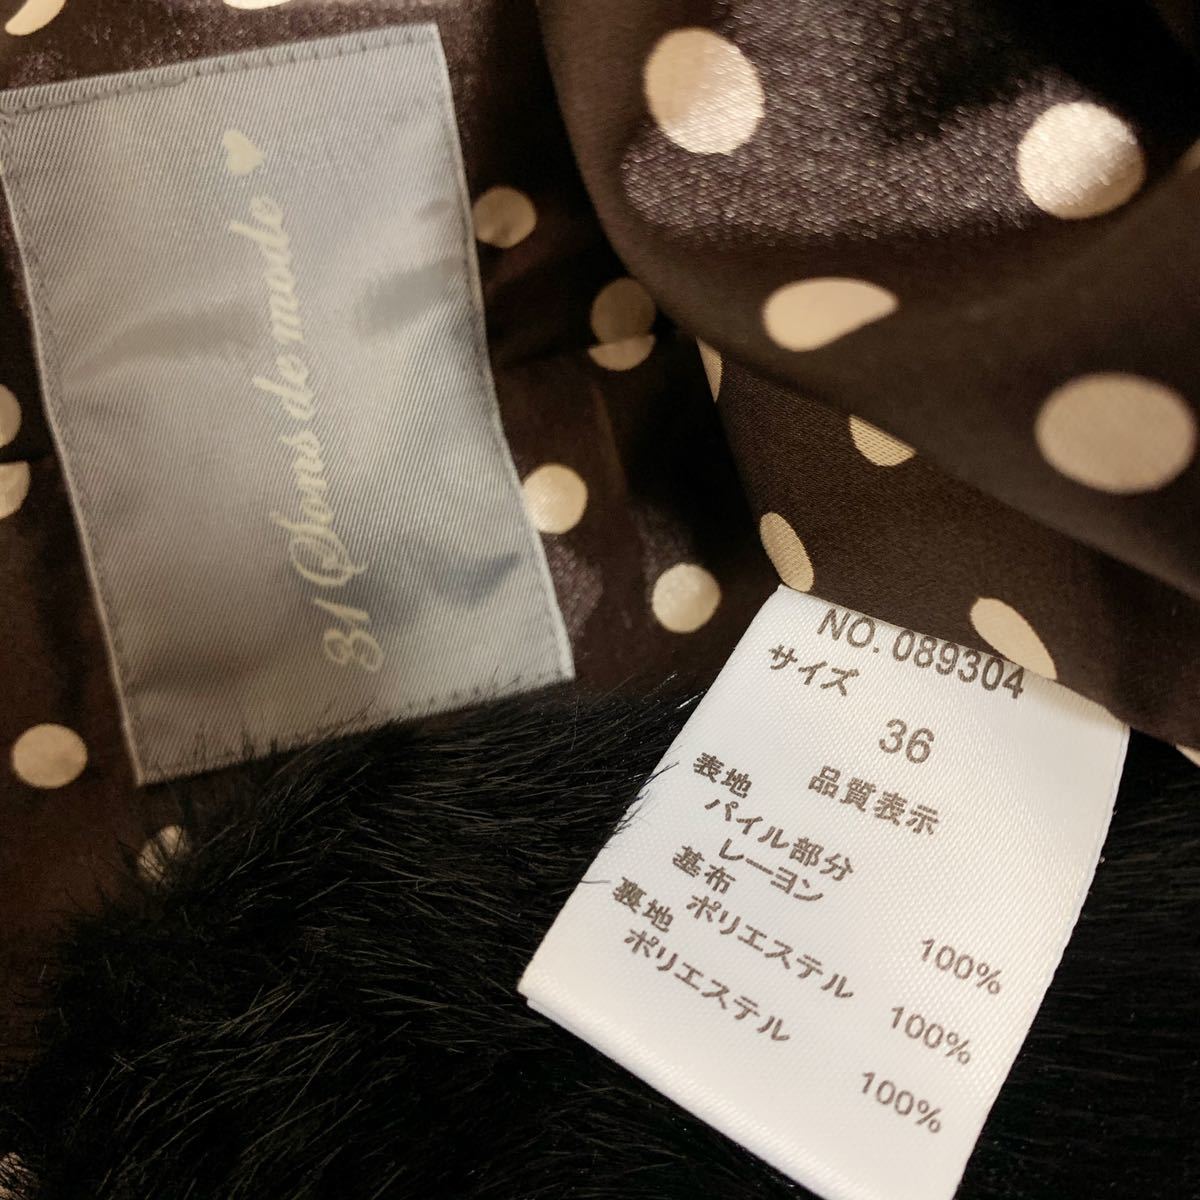 31 Sons de mode
NO. 089304
サイズ
36
品質表示
表地
パイル部分
レーヨン 100%
基布
ポリエステル 100%
裏地
ポリエステル 100%